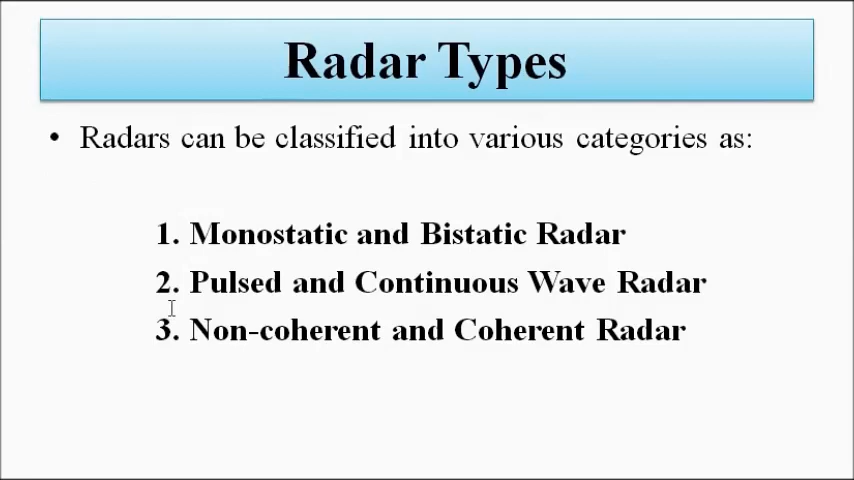 Radar Types
• Radars can be classified into various categories as:
1. Monostatic and Bistatic Radar
2. Pulsed and Continuous Wave Radar
3. Non-coherent and Coherent Radar